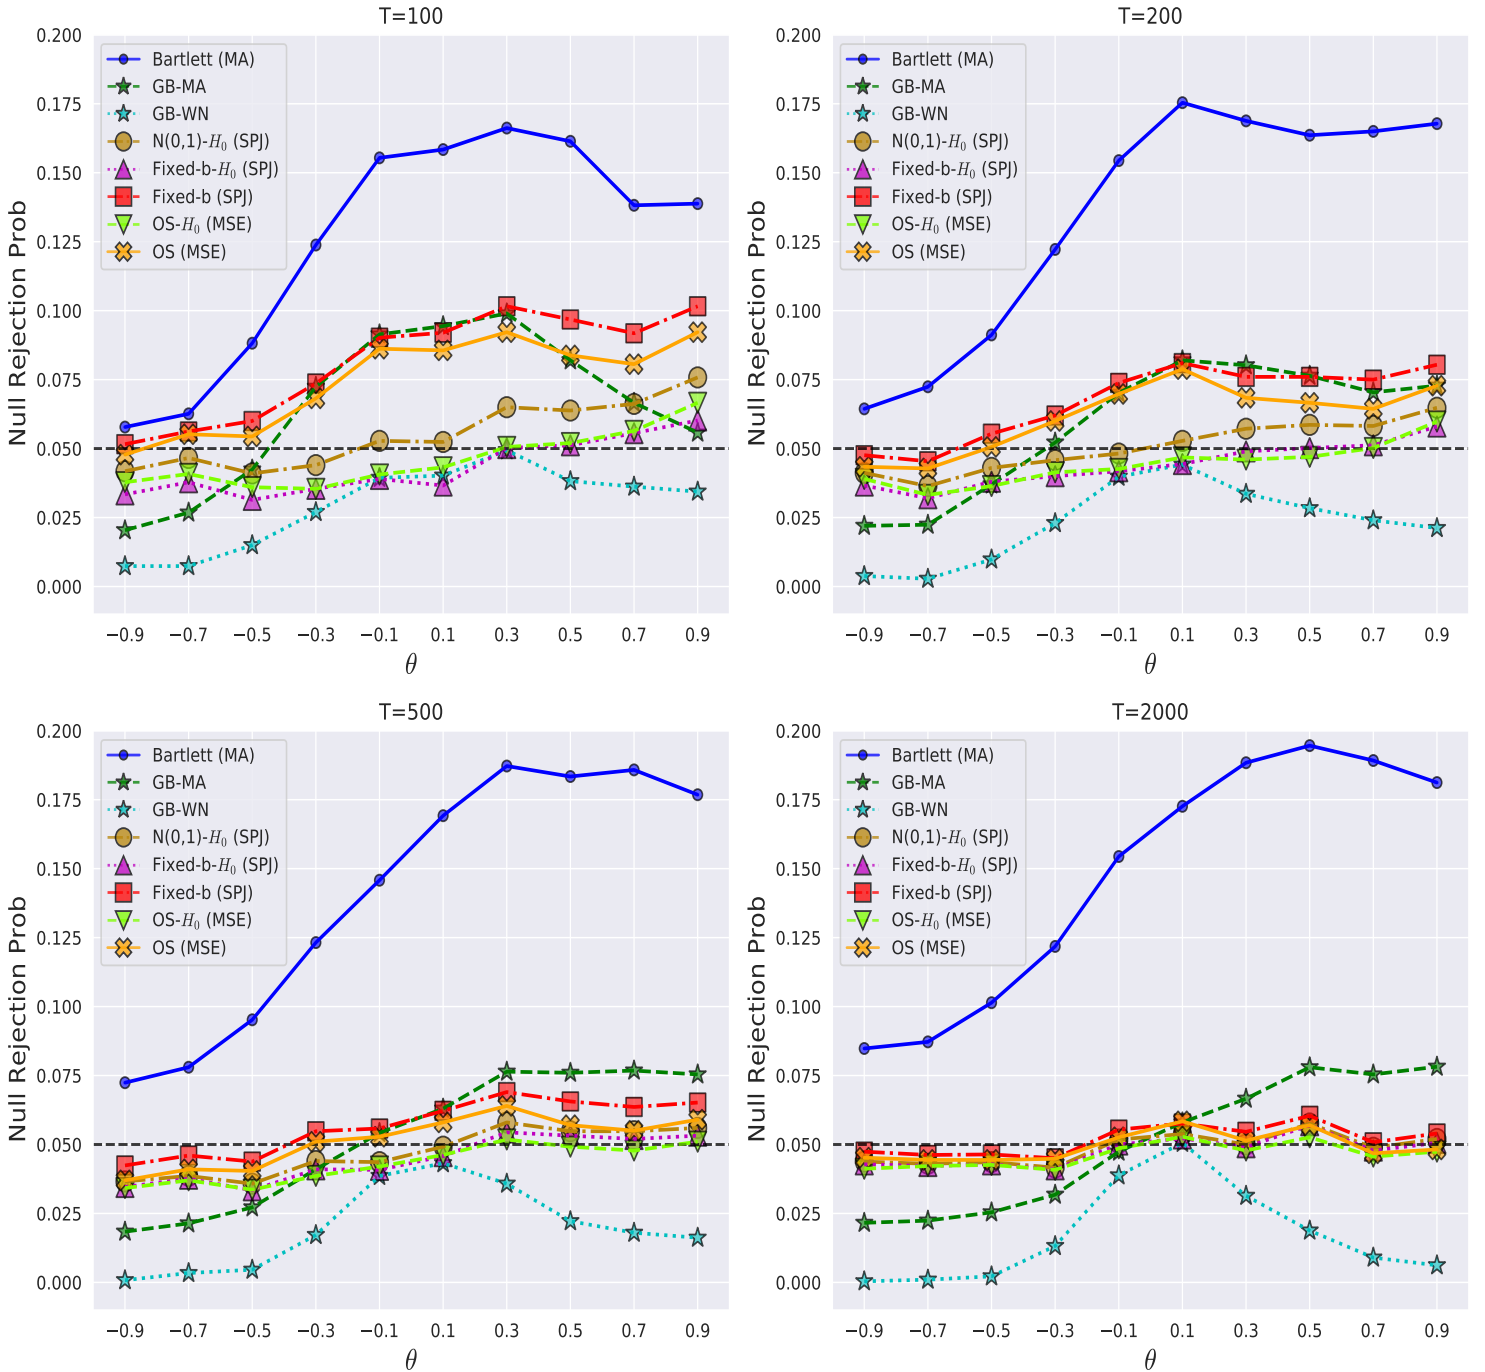 T=100
0.200
0.175
0.150
0.125
0.100
0.075
0.050
0.025
0.000
Null Rejection Prob
Bartlett (MA)
GB-MA
GB-WN
N(0,1)-H₀ (SPJ)
Fixed-b-H₀ (SPJ)
Fixed-b (SPJ)
OS-H₀ (MSE)
OS (MSE)
−0.9 −0.7 −0.5 −0.3 −0.1 0.1 0.3 0.5 0.7 0.9
θ
T=200
0.200
0.175
0.150
0.125
0.100
0.075
0.050
0.025
0.000
Null Rejection Prob
Bartlett (MA)
GB-MA
GB-WN
N(0,1)-H₀ (SPJ)
Fixed-b-H₀ (SPJ)
Fixed-b (SPJ)
OS-H₀ (MSE)
OS (MSE)
−0.9 −0.7 −0.5 −0.3 −0.1 0.1 0.3 0.5 0.7 0.9
θ
T=500
0.200
0.175
0.150
0.125
0.100
0.075
0.050
0.025
0.000
Null Rejection Prob
Bartlett (MA)
GB-MA
GB-WN
N(0,1)-H₀ (SPJ)
Fixed-b-H₀ (SPJ)
Fixed-b (SPJ)
OS-H₀ (MSE)
OS (MSE)
−0.9 −0.7 −0.5 −0.3 −0.1 0.1 0.3 0.5 0.7 0.9
θ
T=2000
0.200
0.175
0.150
0.125
0.100
0.075
0.050
0.025
0.000
Null Rejection Prob
Bartlett (MA)
GB-MA
GB-WN
N(0,1)-H₀ (SPJ)
Fixed-b-H₀ (SPJ)
Fixed-b (SPJ)
OS-H₀ (MSE)
OS (MSE)
−0.9 −0.7 −0.5 −0.3 −0.1 0.1 0.3 0.5 0.7 0.9
θ